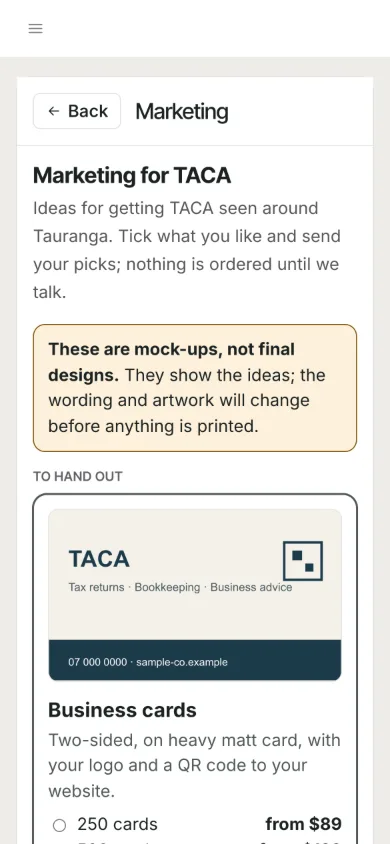 ← Back Marketing
Marketing for TACA
Ideas for getting TACA seen around
Tauranga. Tick what you like and send
your picks; nothing is ordered until we
talk.
These are mock-ups, not final
designs. They show the ideas; the
wording and artwork will change
before anything is printed.
TO HAND OUT
TACA
Tax returns · Bookkeeping · Business advice
07 000 0000 · sample-co.example
Business cards
Two-sided, on heavy matt card, with
your logo and a QR code to your
website.
250 cards from $89